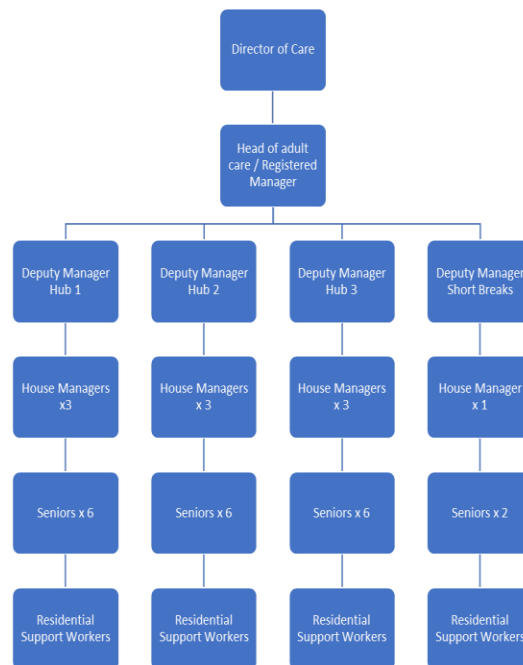 Director of Care
Head of adult
care / Registered
Manager
Deputy Manager
Hub 1
Deputy Manager
Hub 2
Deputy Manager
Hub 3
Deputy Manager
Short Breaks
House Managers
x3
House Managers
x 3
House Managers
x 3
House Manager
x 1
Seniors x 6
Seniors x 6
Seniors x 6
Seniors x 2
Residential
Support Workers
Residential
Support Workers
Residential
Support Workers
Residential
Support Workers